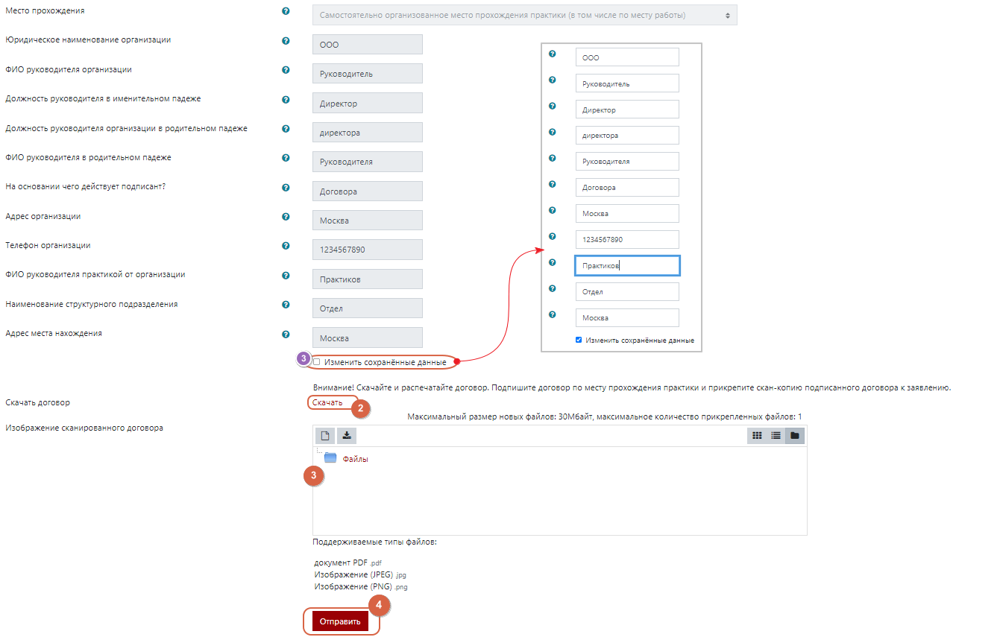 Место прохождения
Самостоятельно организованное место прохождения практики (в том числе по месту работы)
Юридическое наименование организации
ООО
ФИО руководителя организации
Руководитель
Должность руководителя в именительном падеже
Директор
Должность руководителя организации в родительном падеже
директора
ФИО руководителя в родительном падеже
Руководителя
На основании чего действует подписант?
Договора
Адрес организации
Москва
Телефон организации
1234567890
ФИО руководителя практикой от организации
Практиков
Наименование структурного подразделения
Отдел
Адрес места нахождения
Москва
3
Изменить сохранённые данные
ООО
Руководитель
Директор
директора
Руководителя
Договора
Москва
1234567890
Практиков
Отдел
Москва
Изменить сохранённые данные
Внимание! Скачайте и распечатайте договор. Подпишите договор по месту прохождения практики и прикрепите скан-копию подписанного договора к заявлению.
Скачать договор
Скачать
2
Максимальный размер новых файлов: 30Мбайт, максимальное количество прикрепленных файлов: 1
Изображение сканированного договора
Файлы
3
Поддерживаемые типы файлов:
документ PDF .pdf
Изображение (JPEG) .jpg
Изображение (PNG) .png
4
Отправить